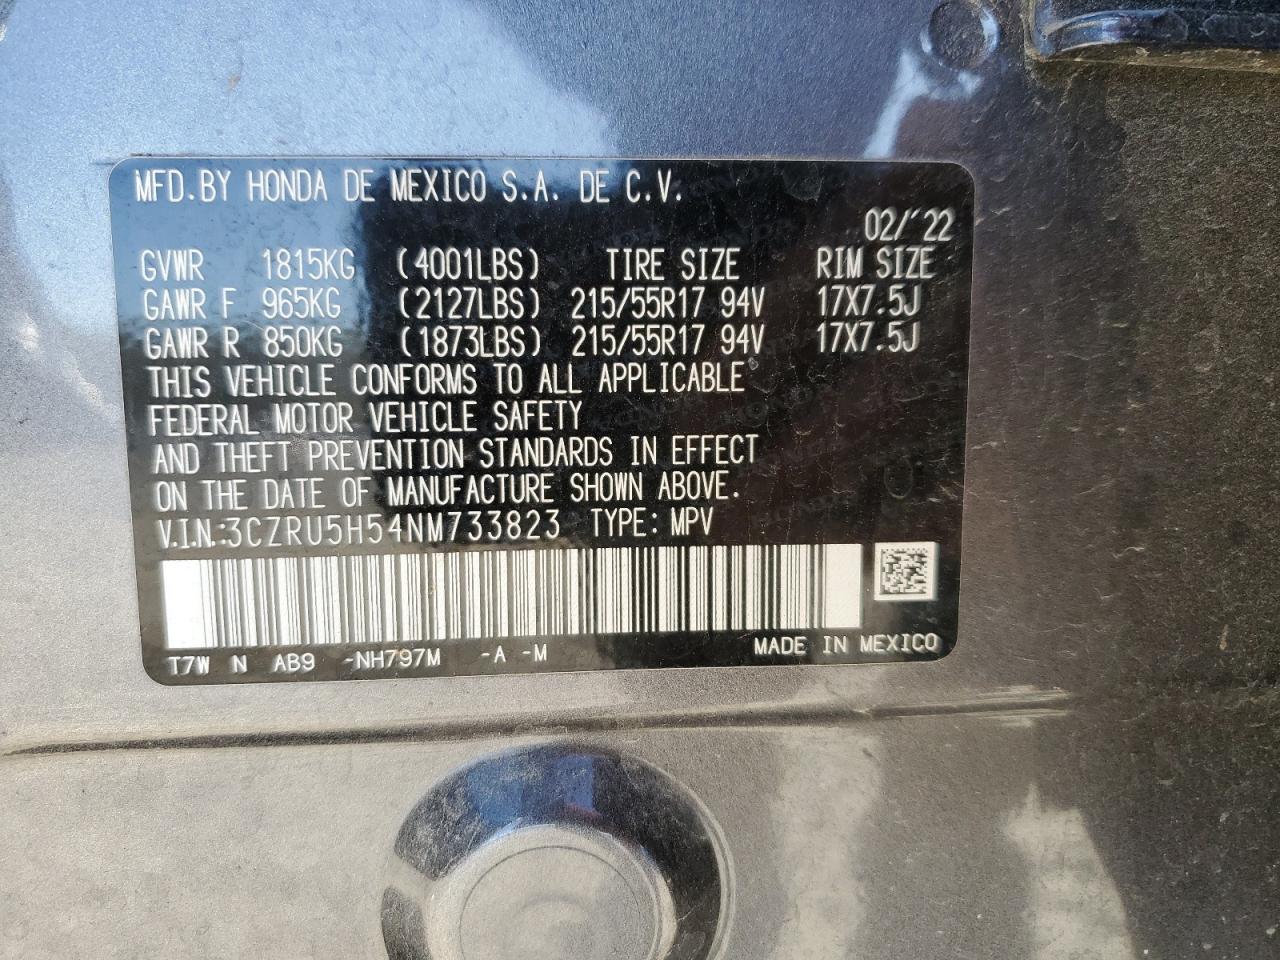 MFD.BY HONDA DE MEXICO S.A. DE C.V.
02/'22
GVWR 1815KG (4001LBS) TIRE SIZE RIM SIZE
GAWR F 965KG (2127LBS) 215/55R17 94V 17X7.5J
GAWR R 850KG (1873LBS) 215/55R17 94V 17X7.5J
THIS VEHICLE CONFORMS TO ALL APPLICABLE
FEDERAL MOTOR VEHICLE SAFETY
AND THEFT PREVENTION STANDARDS IN EFFECT
ON THE DATE OF MANUFACTURE SHOWN ABOVE.
V.I.N:3CZRU5H54NM733823 TYPE: MPV
T7W N AB9 -NH797M -A -M MADE IN MEXICO